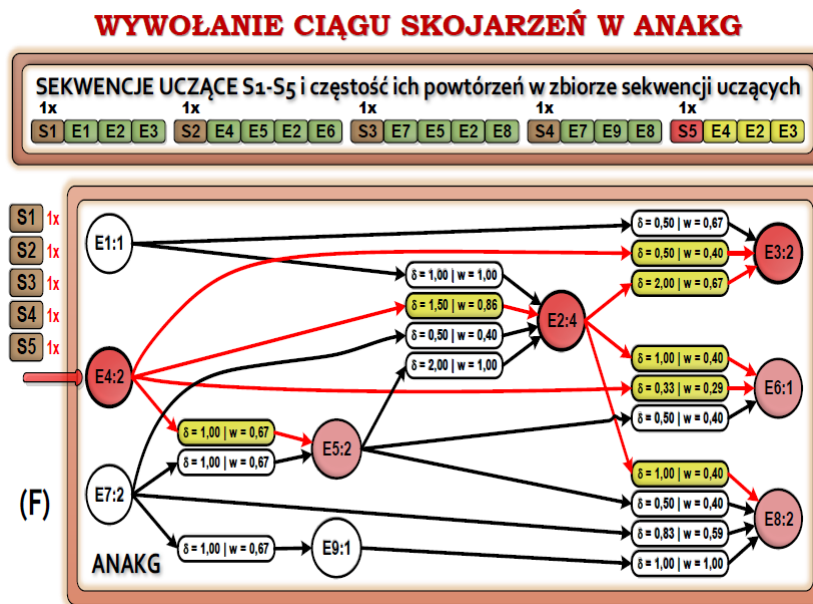 WYWOŁANIE CIĄGU SKOJARZEŃ W ANAKG
SEKWENCJE UCZĄCE S1-S5 i częstość ich powtórzeń w zbiorze sekwencji uczących
1x 1x 1x 1x 1x
S1 E1 E2 E3 S2 E4 E5 E2 E6 S3 E7 E5 E2 E8 S4 E7 E9 E8 S5 E4 E2 E3
S1 1x
S2 1x
S3 1x
S4 1x
S5 1x
E1:1
δ = 0,50 | w = 0,67
δ = 0,50 | w = 0,40
δ = 2,00 | w = 0,67
E3:2
δ = 1,00 | w = 1,00
δ = 1,50 | w = 0,86
δ = 0,50 | w = 0,40
δ = 2,00 | w = 1,00
E2:4
E4:2
δ = 1,00 | w = 0,40
δ = 0,33 | w = 0,29
δ = 0,50 | w = 0,40
E6:1
δ = 1,00 | w = 0,67
δ = 1,00 | w = 0,67
E5:2
(F)
E7:2
δ = 1,00 | w = 0,40
δ = 0,50 | w = 0,40
δ = 0,83 | w = 0,59
δ = 1,00 | w = 1,00
E8:2
δ = 1,00 | w = 0,67
E9:1
ANAKG